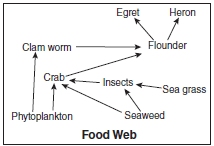 Egret Heron
Clam worm Flounder
Crab Insects Sea grass
Phytoplankton Seaweed
Food Web